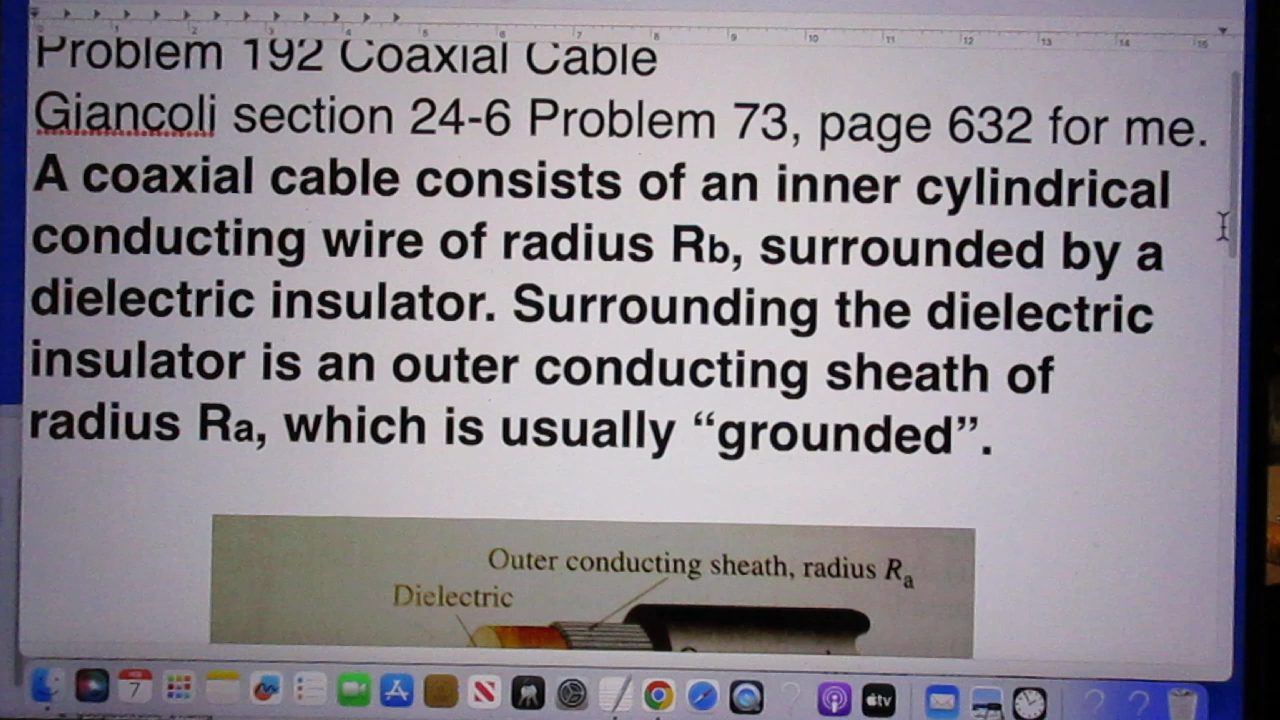 Problem 192 Coaxial Cable
Giancoli section 24-6 Problem 73, page 632 for me.
A coaxial cable consists of an inner cylindrical
conducting wire of radius Rb, surrounded by a
dielectric insulator. Surrounding the dielectric
insulator is an outer conducting sheath of
radius Ra, which is usually “grounded”.
Outer conducting sheath, radius Ra
Dielectric
7
tv